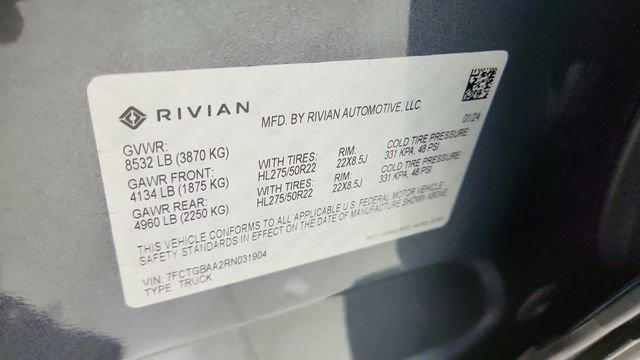 RIVIAN
MFD. BY RIVIAN AUTOMOTIVE, LLC.
01/24
GVWR:
8532 LB (3870 KG)
GAWR FRONT:
4134 LB (1875 KG)
WITH TIRES:
HL275/50R22
RIM:
22X8.5J
COLD TIRE PRESSURE:
331 KPA, 48 PSI
GAWR REAR:
4960 LB (2250 KG)
WITH TIRES:
HL275/50R22
RIM:
22X8.5J
COLD TIRE PRESSURE:
331 KPA, 48 PSI
THIS VEHICLE CONFORMS TO ALL APPLICABLE U.S. FEDERAL MOTOR VEHICLE
SAFETY STANDARDS IN EFFECT ON THE DATE OF MANUFACTURE SHOWN ABOVE.
VIN: 7FCTGBAA2RN031904
TYPE: TRUCK